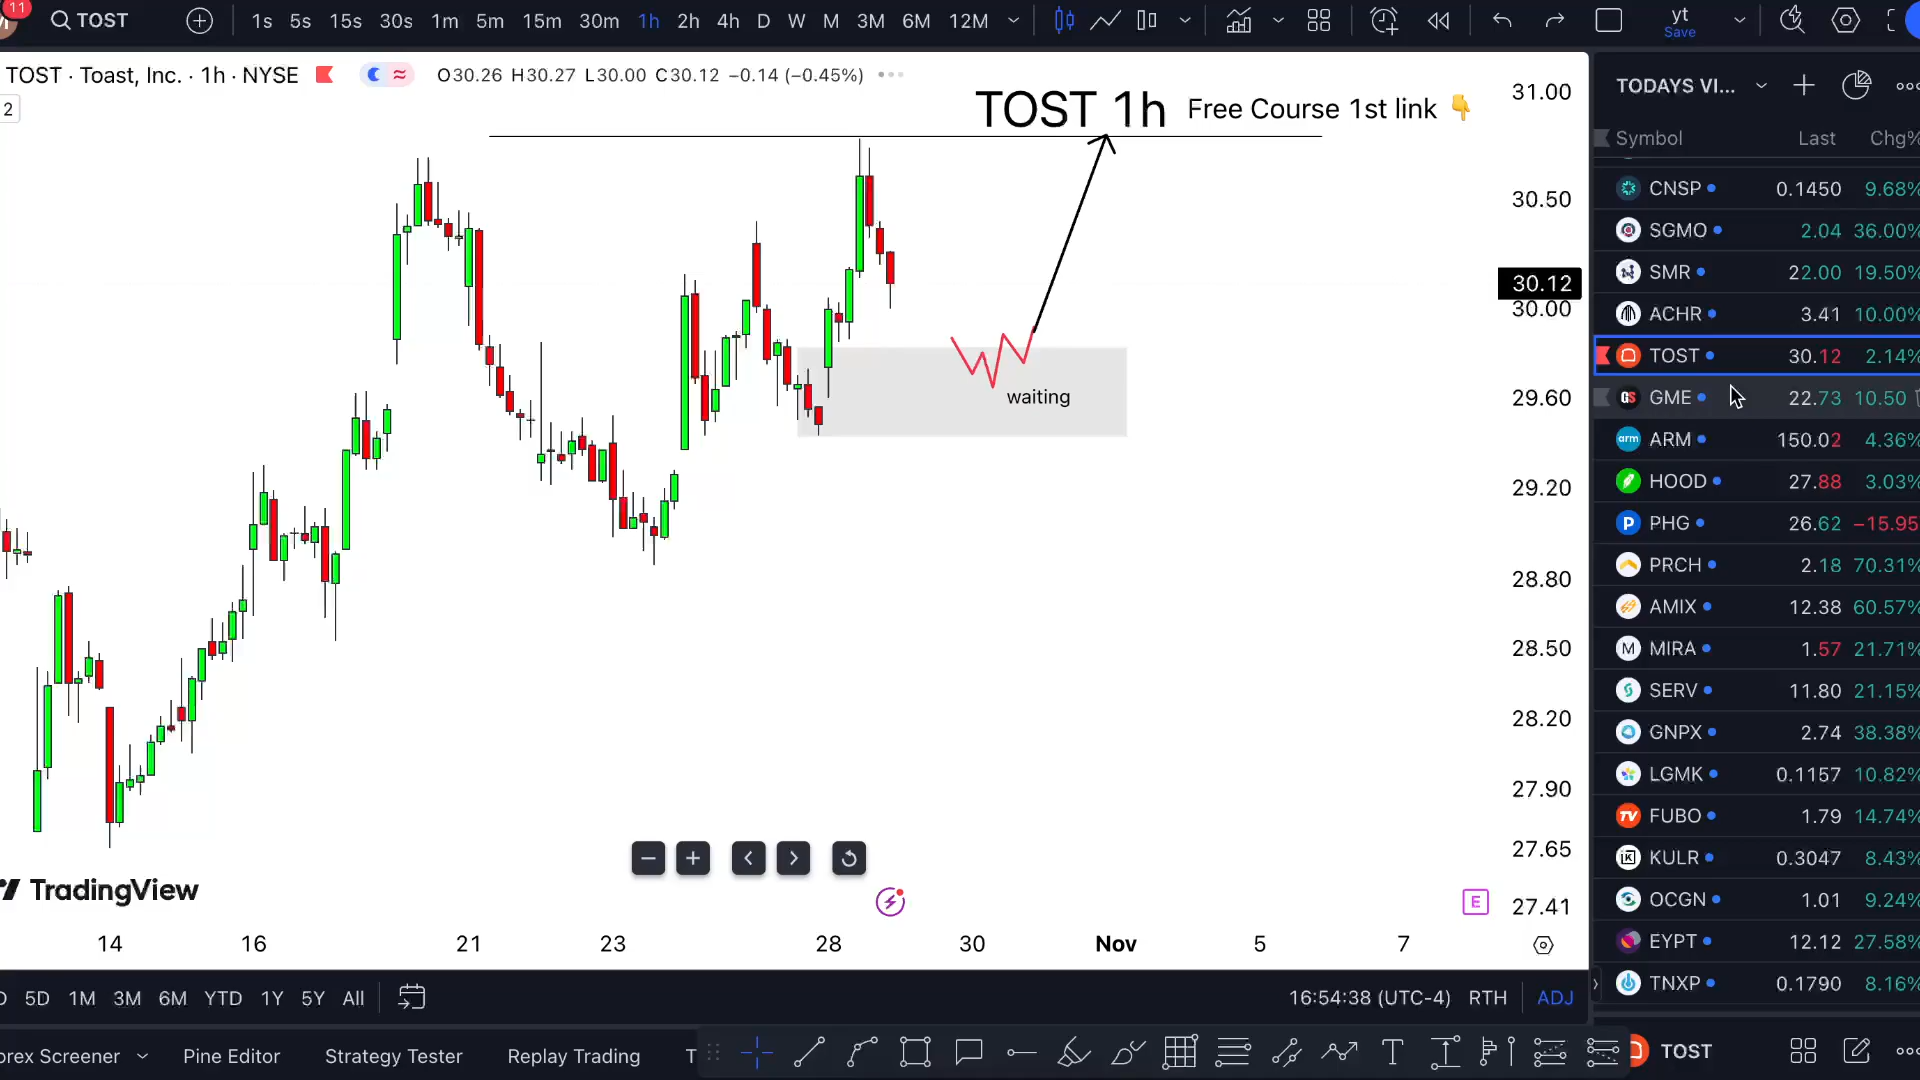 11
TOST
1s 5s 15s 30s 1m 5m 15m 30m 1h 2h 4h D W M 3M 6M 12M
yt
Save
TOST · Toast, Inc. · 1h · NYSE O30.26 H30.27 L30.00 C30.12 −0.14 (−0.45%)
2
TOST 1h Free Course 1st link
waiting
31.00
30.50
30.12
30.00
29.60
29.20
28.80
28.50
28.20
27.90
27.65
27.41
E
TradingView
14 16 21 23 28 30 Nov 5 7
5D 1M 3M 6M YTD 1Y 5Y All
16:54:38 (UTC-4) RTH ADJ
orex Screener Pine Editor Strategy Tester Replay Trading T
TODAYS VI...
Symbol Last Chg%
CNSP 0.1450 9.68%
SGMO 2.04 36.00%
SMR 22.00 19.50%
ACHR 3.41 10.00%
TOST 30.12 2.14%
GME 22.73 10.50
ARM 150.02 4.36%
HOOD 27.88 3.03%
PHG 26.62 −15.95
PRCH 2.18 70.31%
AMIX 12.38 60.57%
MIRA 1.57 21.71%
SERV 11.80 21.15%
GNPX 2.74 38.38%
LGMK 0.1157 10.82%
FUBO 1.79 14.74%
KULR 0.3047 8.43%
OCGN 1.01 9.24%
EYPT 12.12 27.58%
TNXP 0.1790 8.16%
TOST